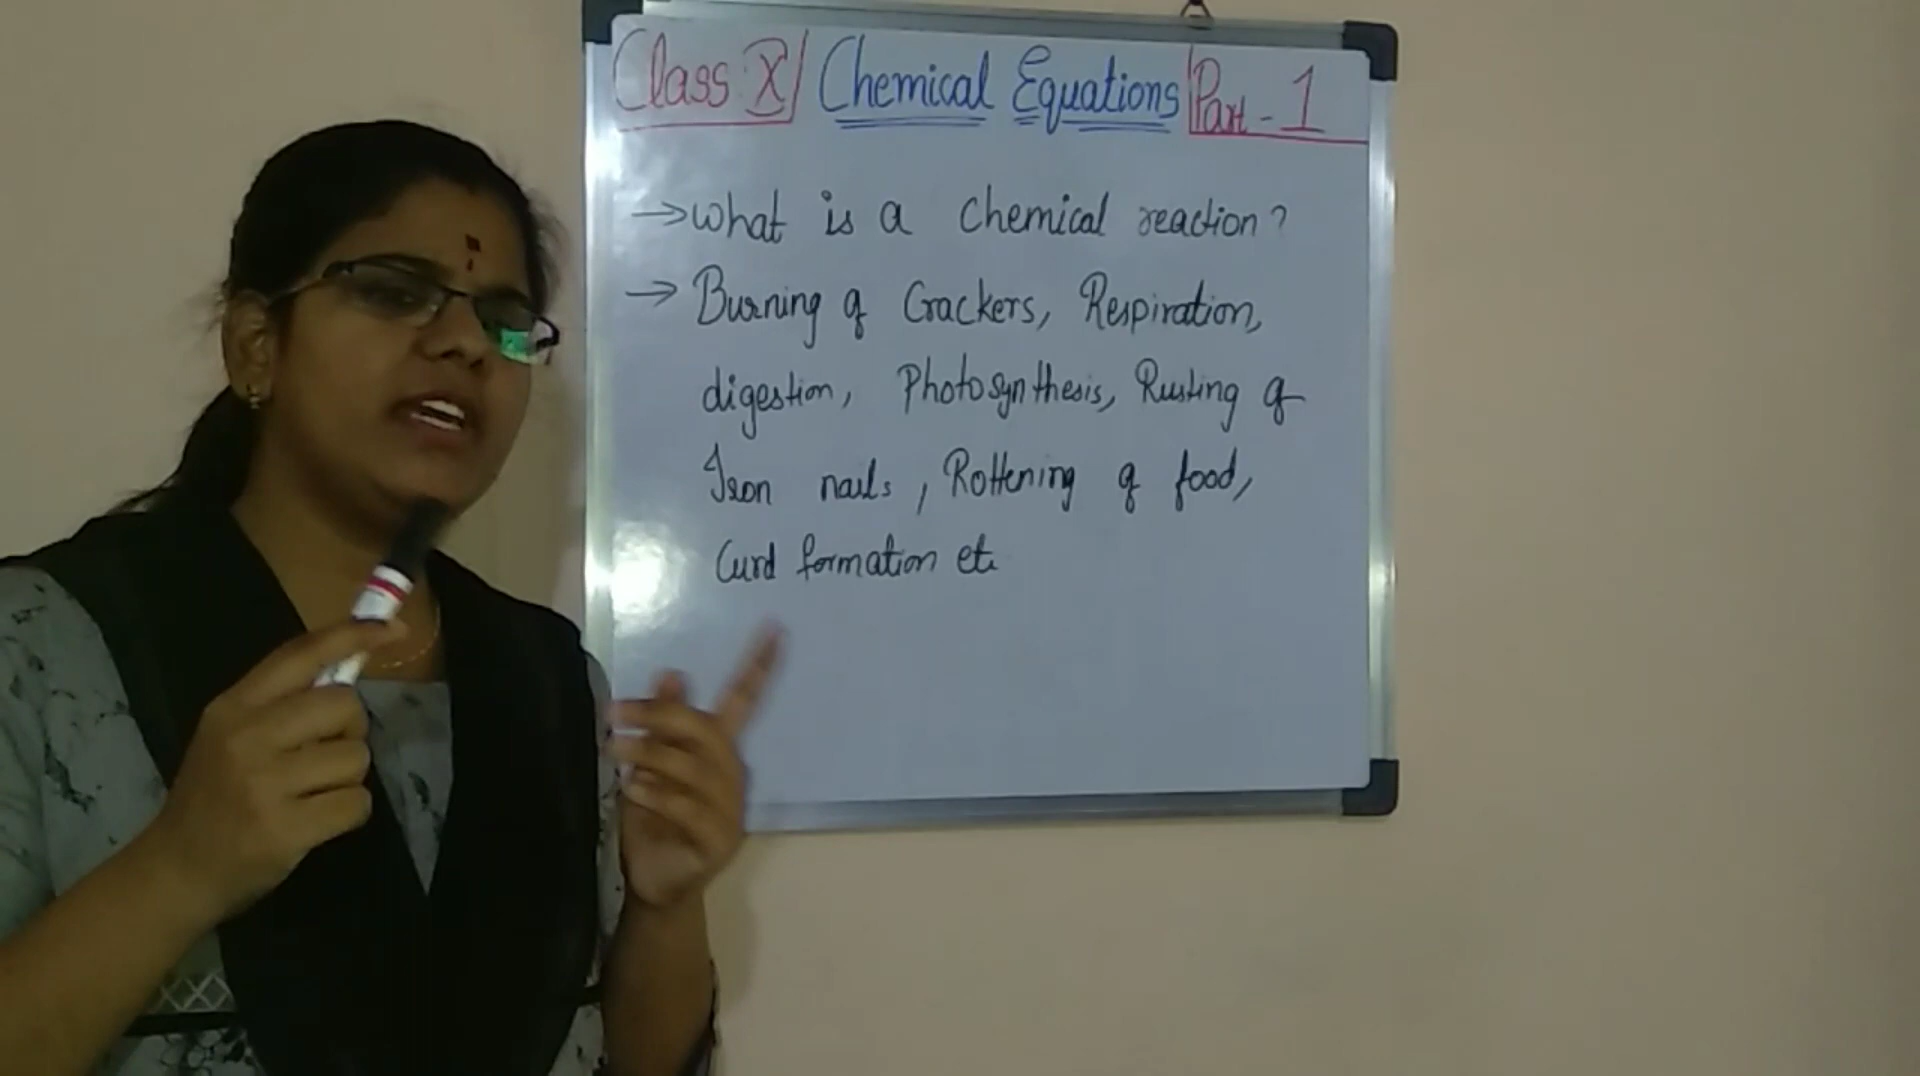 Class X Chemical Equations Part - 1
→ What is a chemical reaction?
→ Burning of Crackers, Respiration,
digestion, Photosynthesis, Rusting of
Iron nails, Rottening of food,
Curd formation etc